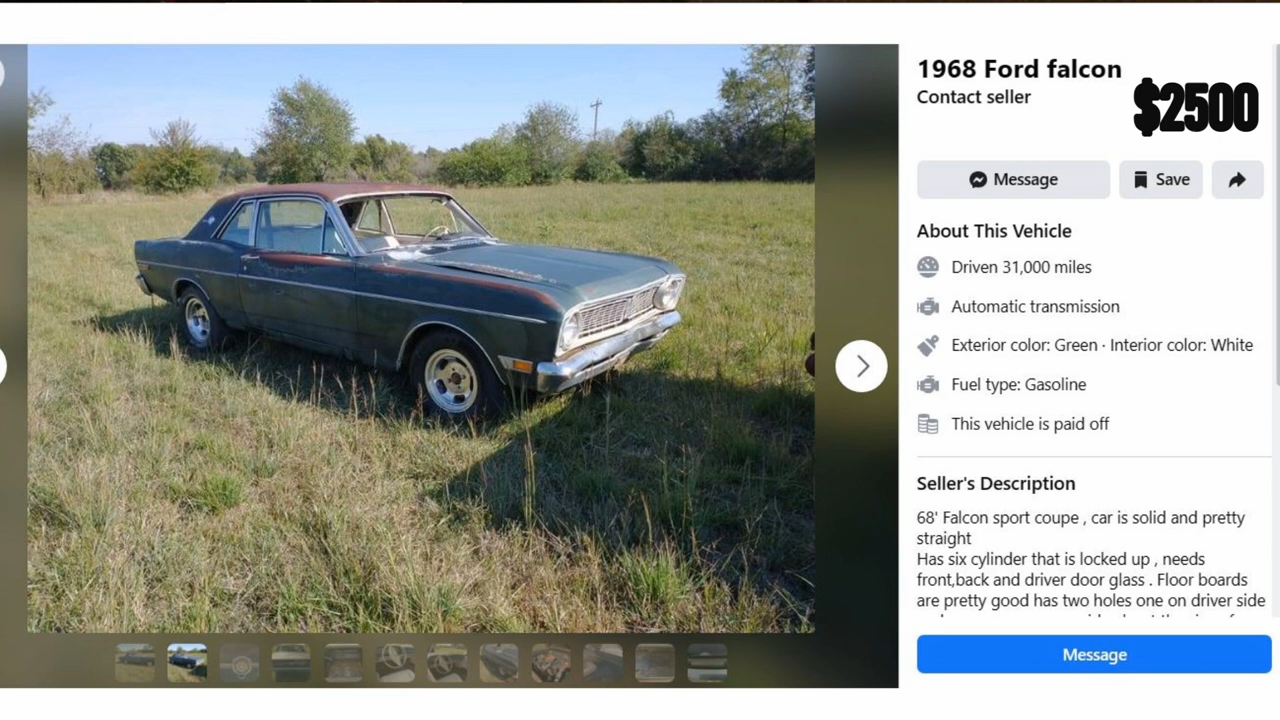 1968 Ford falcon
Contact seller
$2500
Message
Save
About This Vehicle
Driven 31,000 miles
Automatic transmission
Exterior color: Green · Interior color: White
Fuel type: Gasoline
This vehicle is paid off
Seller's Description
68' Falcon sport coupe , car is solid and pretty
straight
Has six cylinder that is locked up , needs
front,back and driver door glass . Floor boards
are pretty good has two holes one on driver side
Message